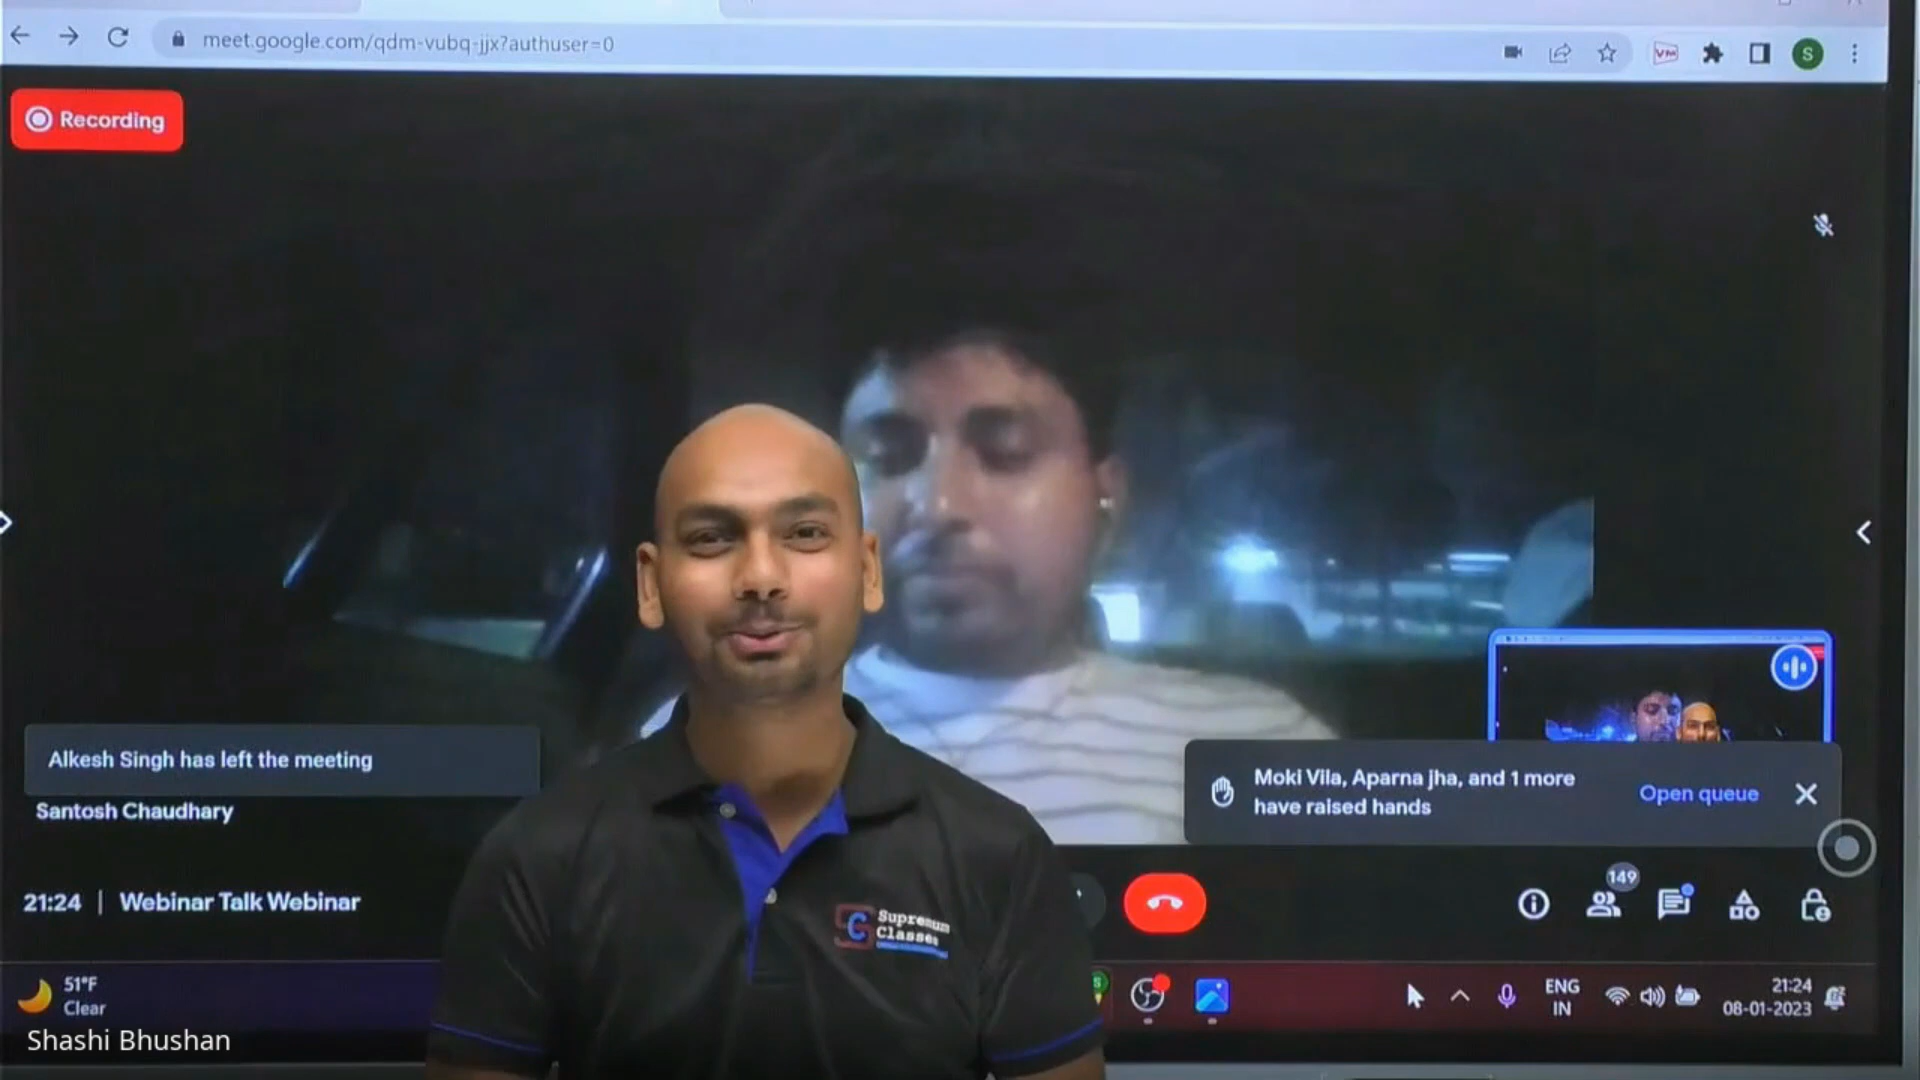 meet.google.com/qdm-vubq-jjx?authuser=0
VM
S
Recording
Alkesh Singh has left the meeting
Santosh Chaudhary
Moki Vila, Aparna jha, and 1 more
have raised hands
Open queue
21:24 | Webinar Talk Webinar
149
Supremum
Classes
51°F
Clear
S
ENG
IN
21:24
08-01-2023
Shashi Bhushan